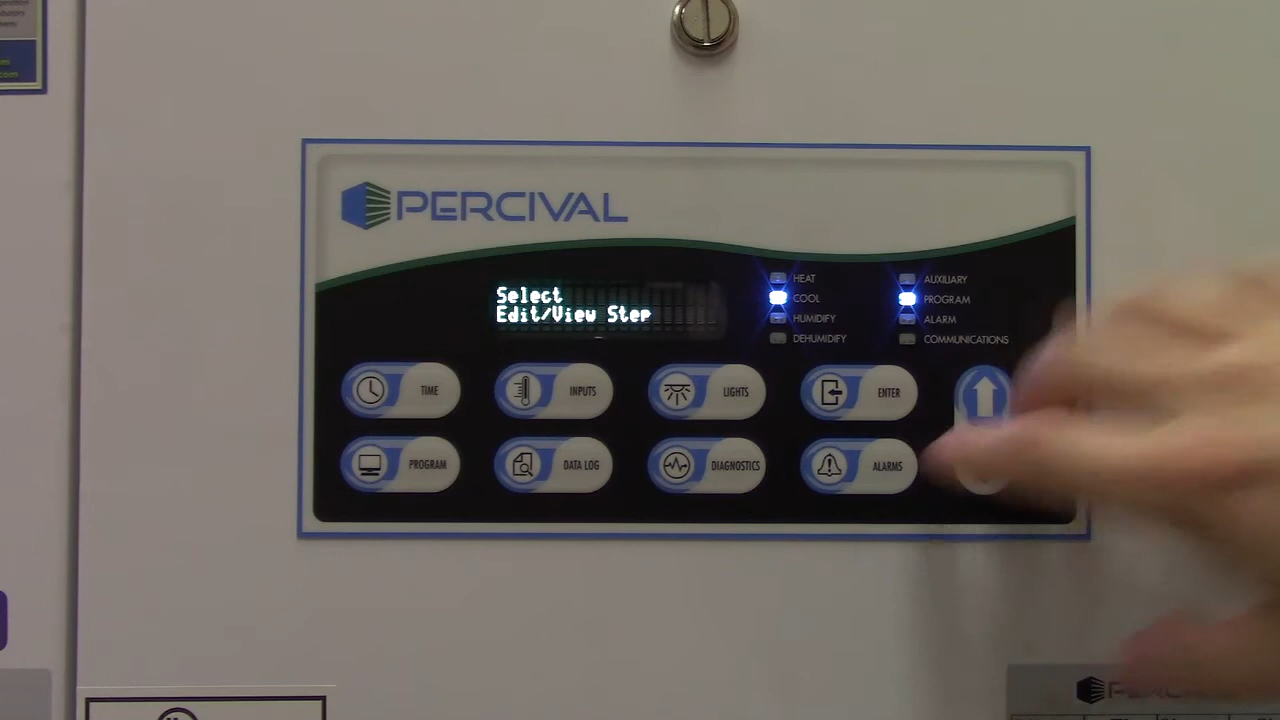 com
PERCIVAL
Select
Edit/View Step
HEAT
COOL
HUMIDIFY
DEHUMIDIFY
AUXILIARY
PROGRAM
ALARM
COMMUNICATIONS
TIME
INPUTS
LIGHTS
ENTER
PROGRAM
DATA LOG
DIAGNOSTICS
ALARMS